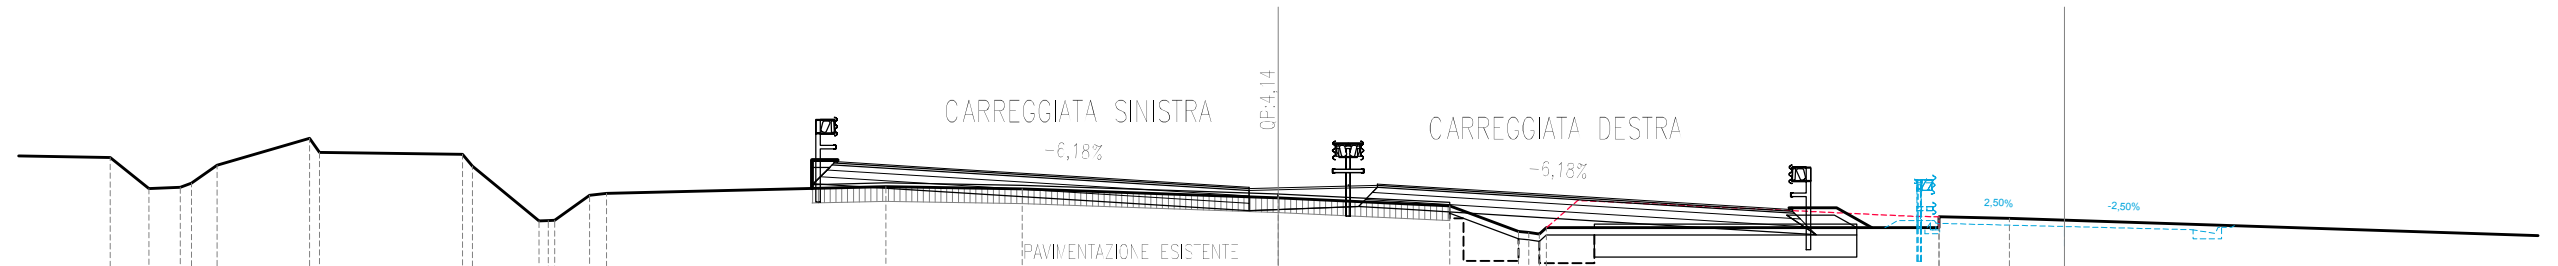 QP:4,14
CARREGGIATA SINISTRA
-6,18%
CARREGGIATA DESTRA
-6,18%
2,50%
-2,50%
PAVIMENTAZIONE ESISTENTE